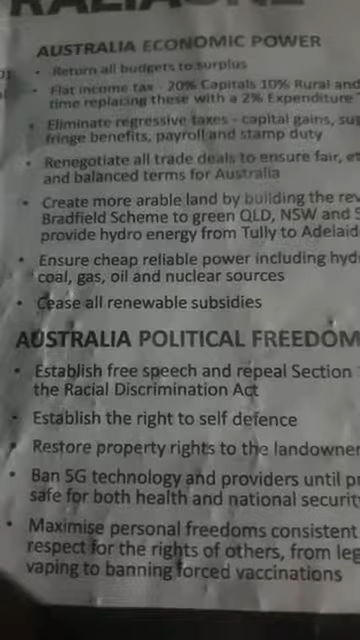 AUSTRALIA ECONOMIC POWER
• Return all budgets to surplus
• Flat income tax - 20% Capitals 10% Rural and
time replacing these with a 2% Expenditure
• Eliminate regressive taxes - capital gains,
fringe benefits, payroll and stamp duty
• Renegotiate all trade deals to ensure fair,
and balanced terms for Australia
• Create more arable land by building the
Bradfield Scheme to green QLD, NSW and
provide hydro energy from Tully to
• Ensure cheap reliable power including
coal, gas, oil and nuclear sources
• Cease all renewable subsidies
AUSTRALIA POLITICAL FREEDOM
• Establish free speech and repeal Section
the Racial Discrimination Act
• Establish the right to self defence
• Restore property rights to the
• Ban 5G technology and providers until
safe for both health and national
• Maximise personal freedoms consistent
respect for the rights of others, from
vaping to banning forced vaccinations